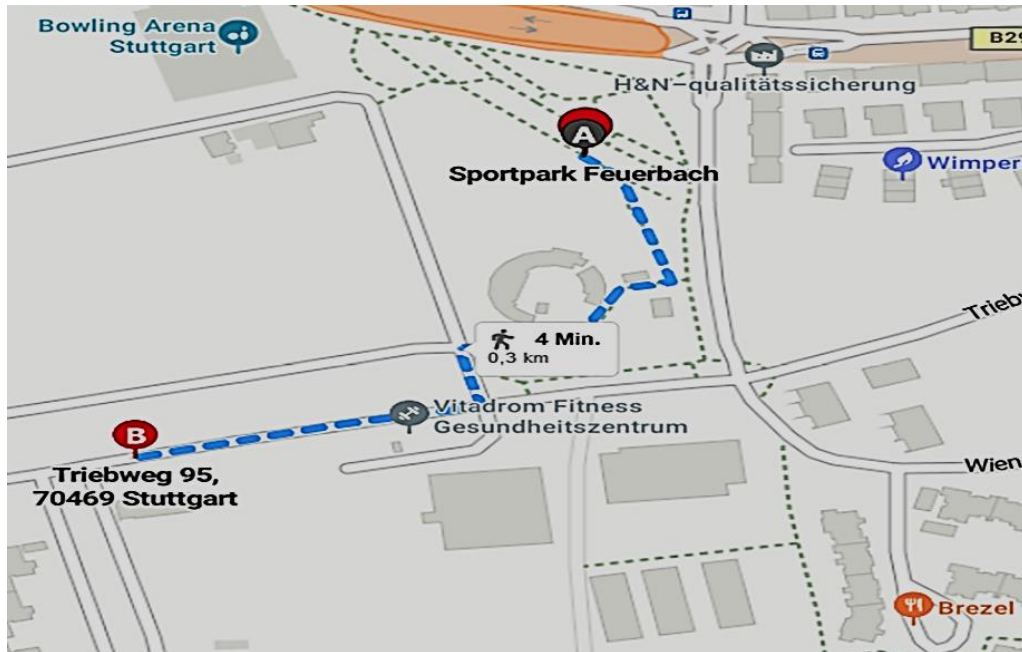 Bowling Arena
Stuttgart
B29
H&N-qualitätssicherung
A
Sportpark Feuerbach
Wimper
4 Min.
0,3 km
Vitadrom Fitness
Gesundheitszentrum
B
Triebweg 95,
70469 Stuttgart
Triebw
Wien
Brezel